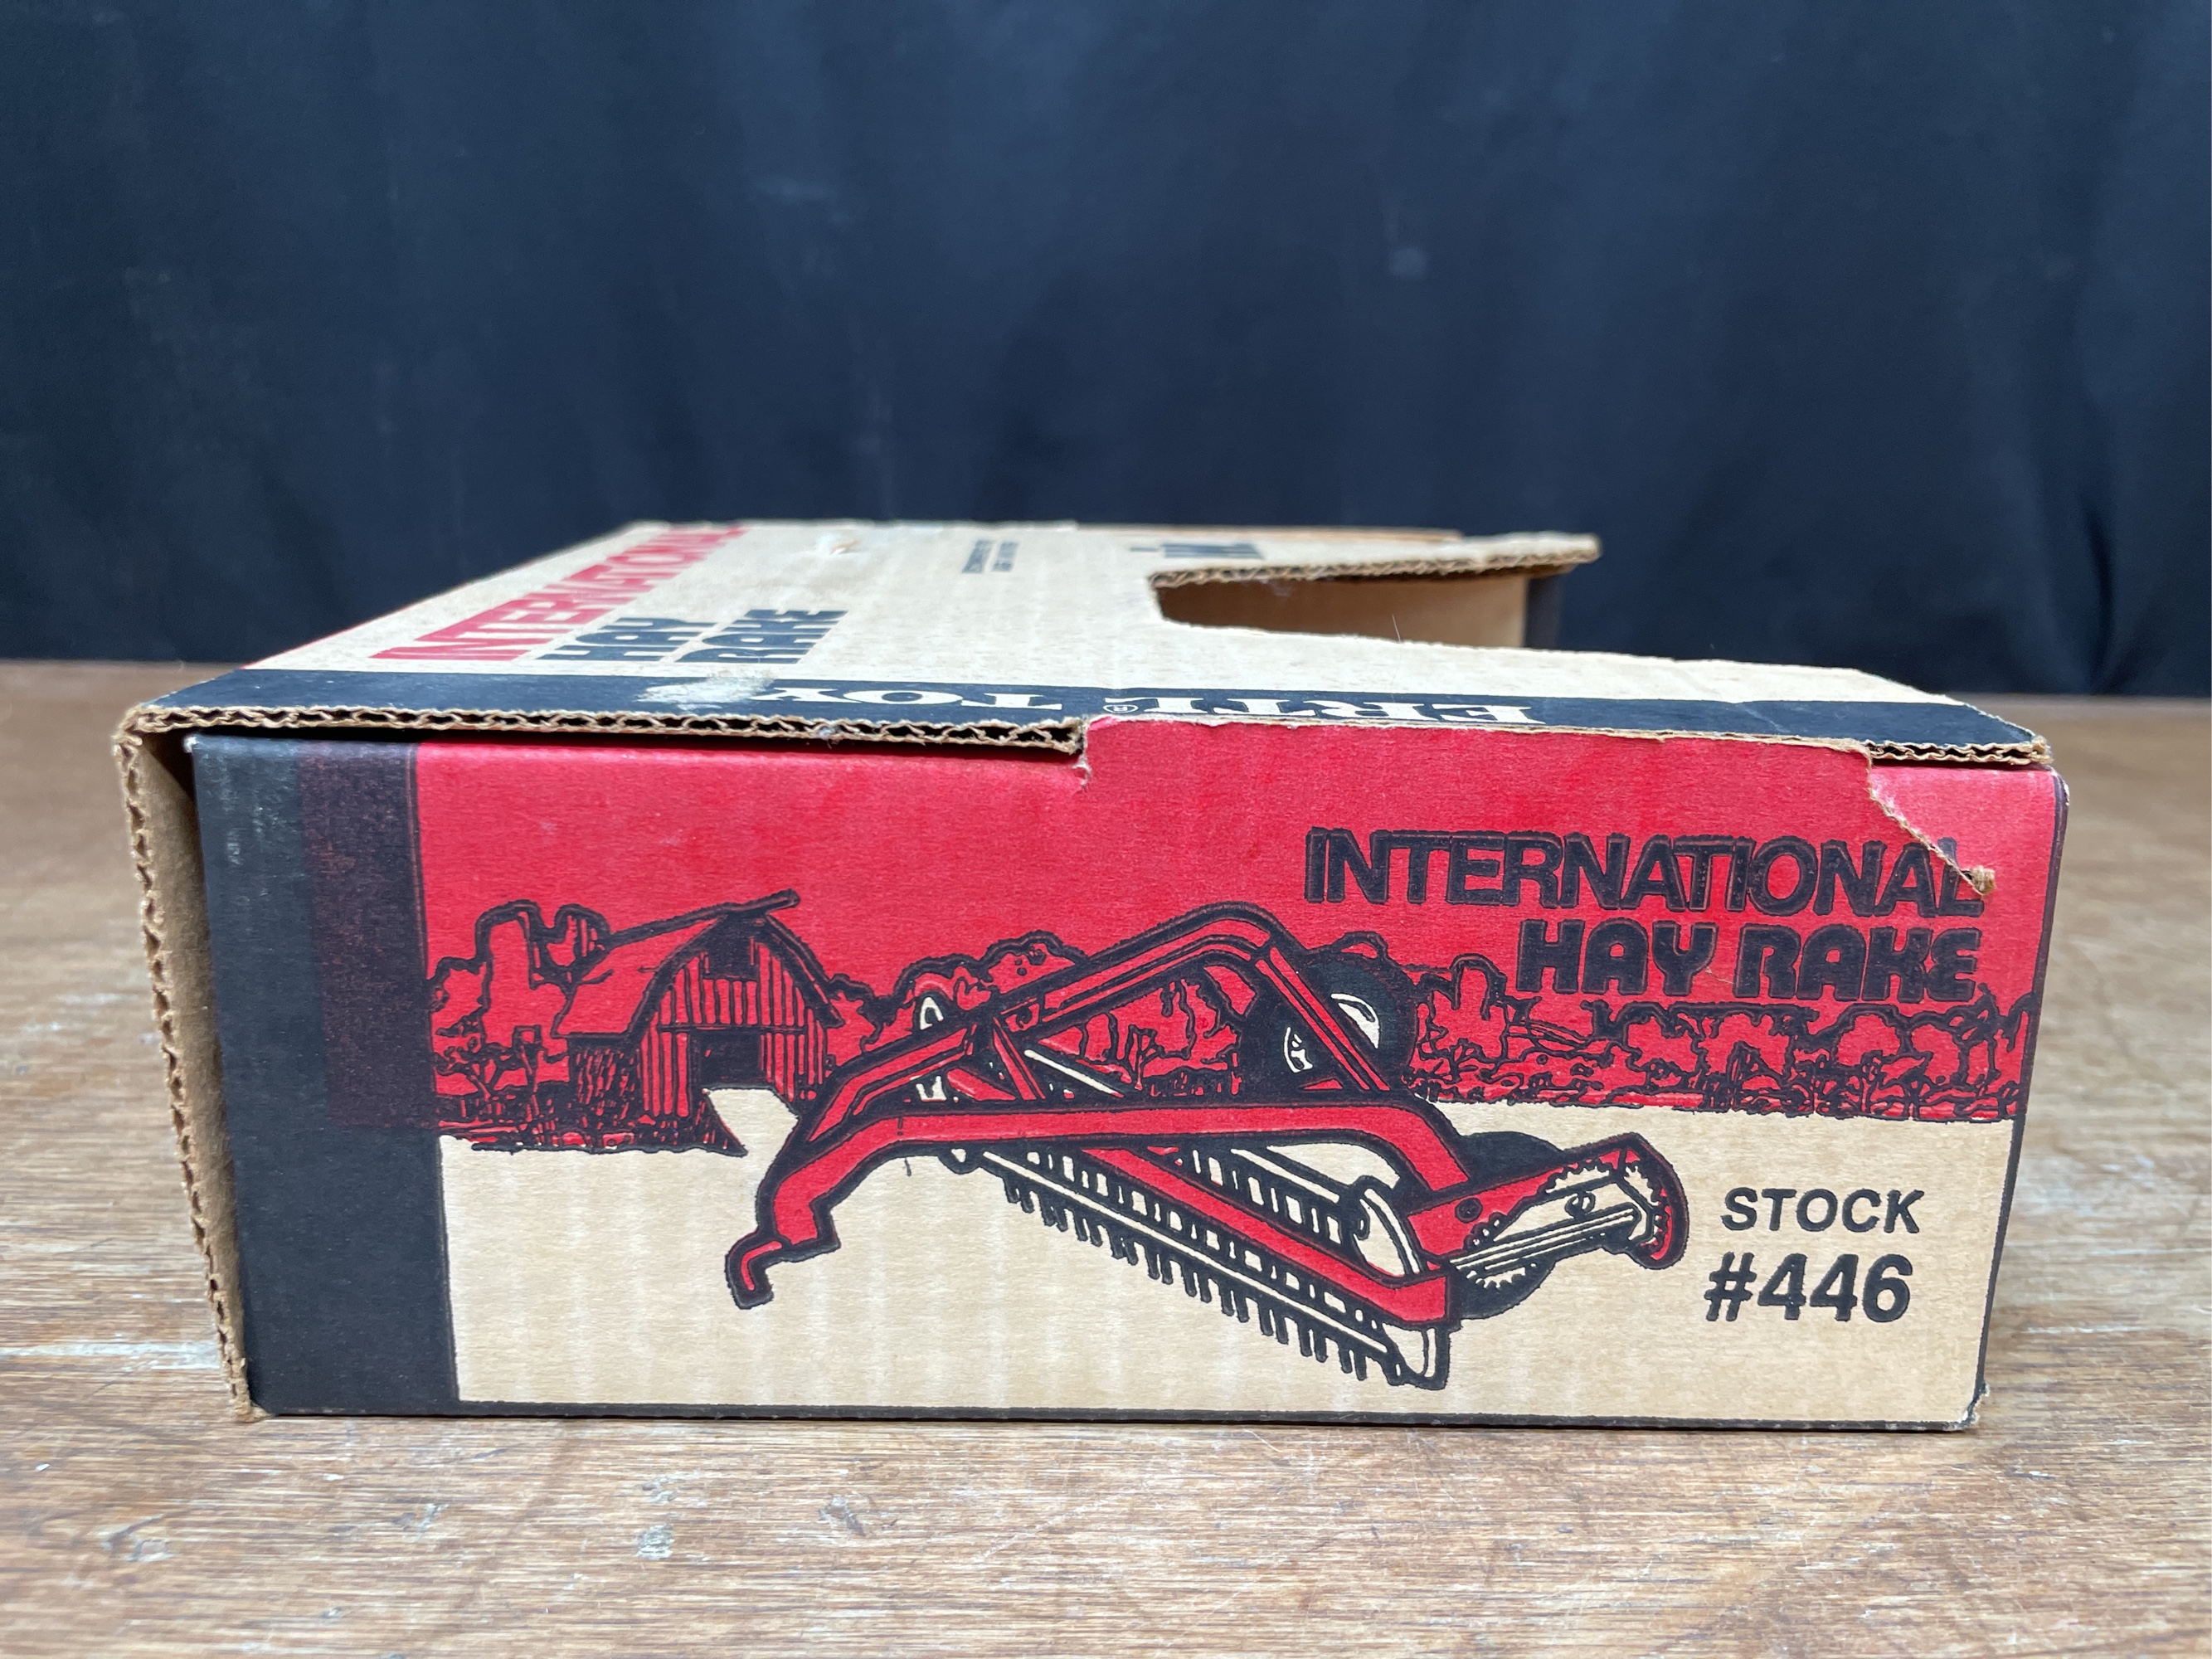 INTERNATIONAL
HAY
RAKE
ERTL® TOY
INTERNATIONAL
HAY RAKE
STOCK
#446